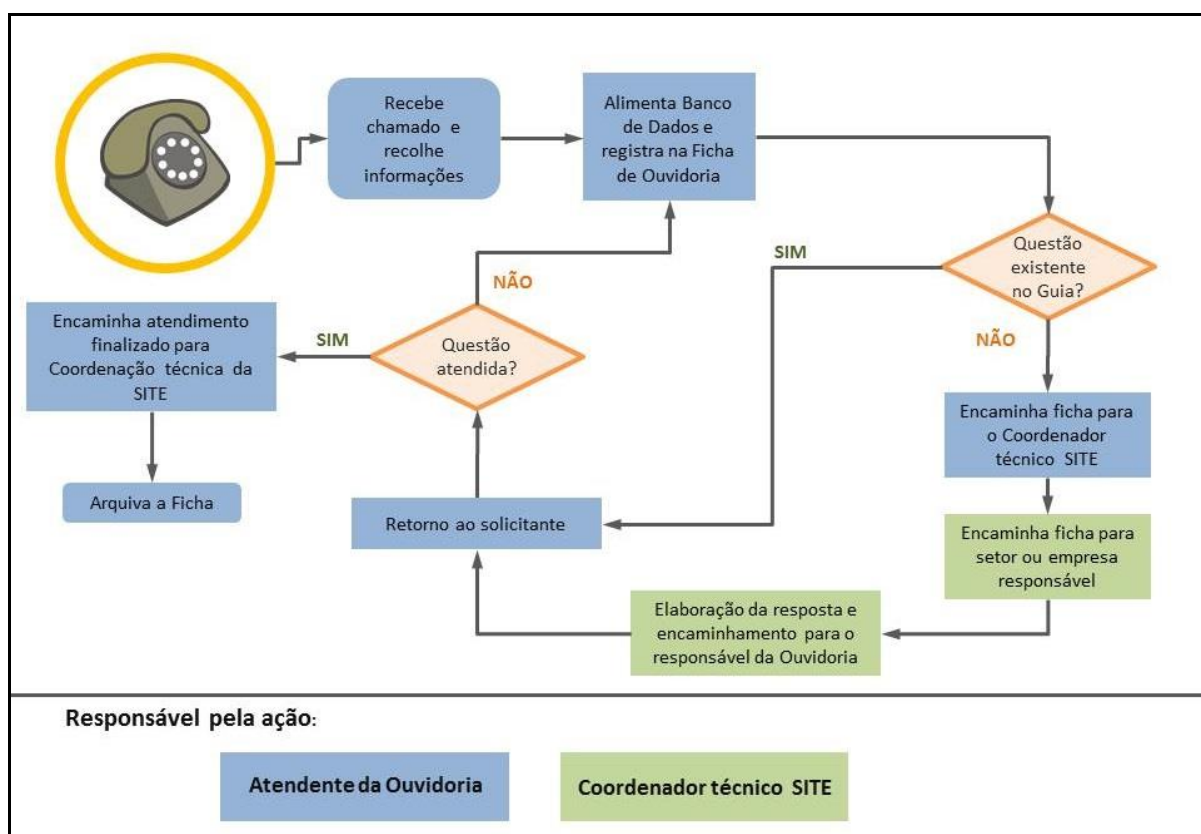 Recebe
chamado e
recolhe
informações
Alimenta Banco
de Dados e
registra na Ficha
de Ouvidoria
Questão
existente
no Guia?
SIM
NÃO
Encaminha ficha para
o Coordenador
técnico SITE
Encaminha ficha para
setor ou empresa
responsável
Elaboração da resposta e
encaminhamento para o
responsável da Ouvidoria
Retorno ao solicitante
Questão
atendida?
NÃO
SIM
Encaminha atendimento
finalizado para
Coordenação técnica da
SITE
Arquiva a Ficha
Responsável pela ação:
Atendente da Ouvidoria
Coordenador técnico SITE